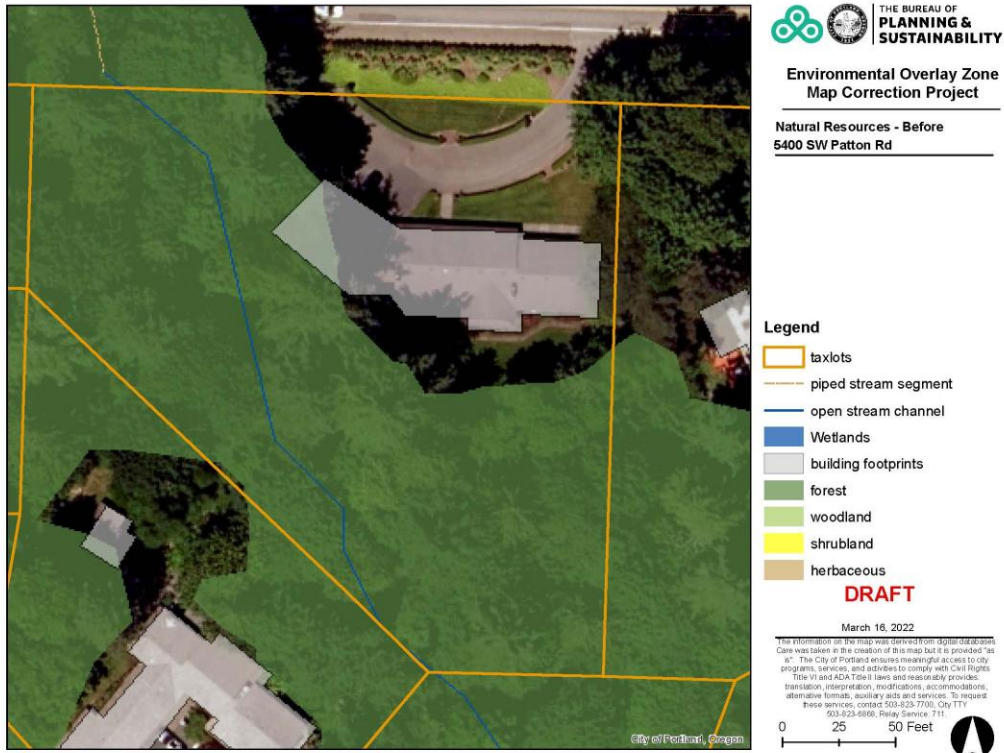 THE BUREAU OF
PLANNING &
SUSTAINABILITY
Environmental Overlay Zone
Map Correction Project
Natural Resources - Before
5400 SW Patton Rd
Legend
taxlots
piped stream segment
open stream channel
Wetlands
building footprints
forest
woodland
shrubland
herbaceous
DRAFT
March 16, 2022
The information on the map was derived from digital databases
Care was taken in the creation of this map but it is provided "as
is". The City of Portland ensures meaningful access to city
programs, services, and activities to comply with Civil Rights
Title VI and ADA Title II laws and reasonably provides:
translation, interpretation, modifications, accommodations,
alternative formats, auxiliary aids and services. To request
these services, contact 503-823-7700, City TTY
503-823-6868, Relay Service: 711.
0 25 50 Feet
City of Portland, Oregon